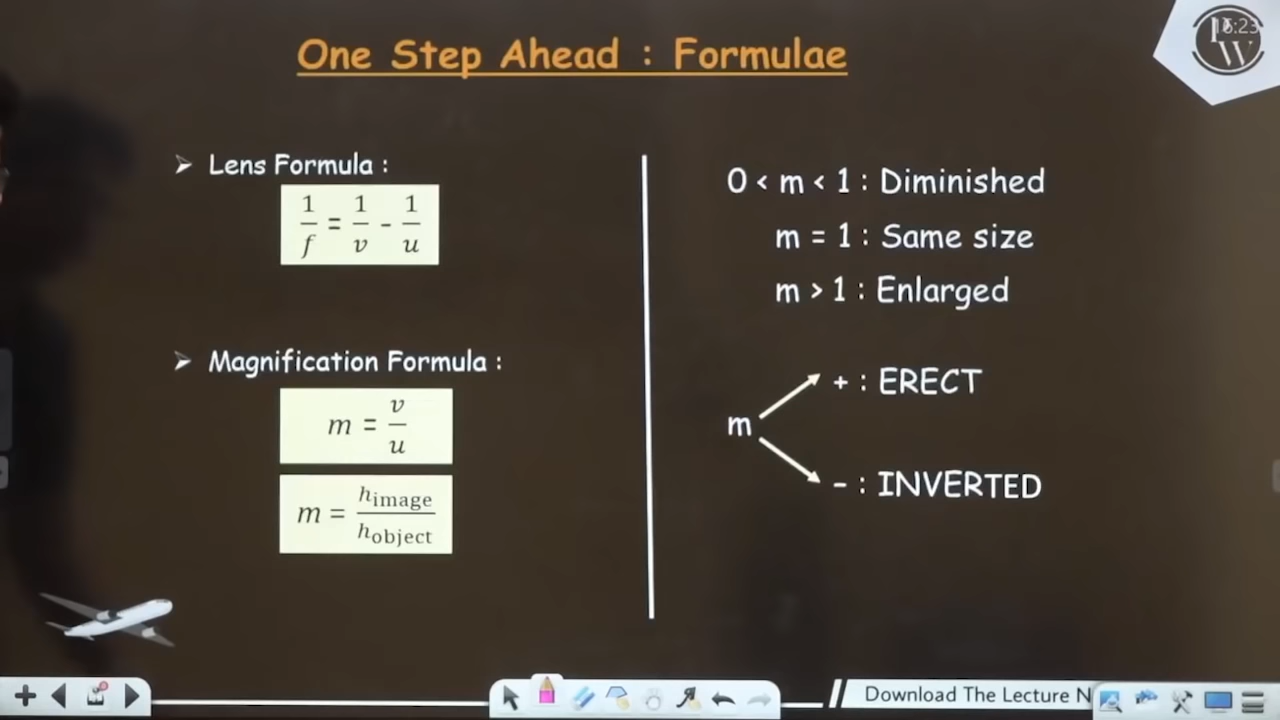 One Step Ahead : Formulae
Lens Formula :
1/f = 1/v - 1/u
Magnification Formula :
m = v/u
m = h_image/h_object
0 < m < 1 : Diminished
m = 1 : Same size
m > 1 : Enlarged
m
+ : ERECT
- : INVERTED
PW
Download The Lecture N